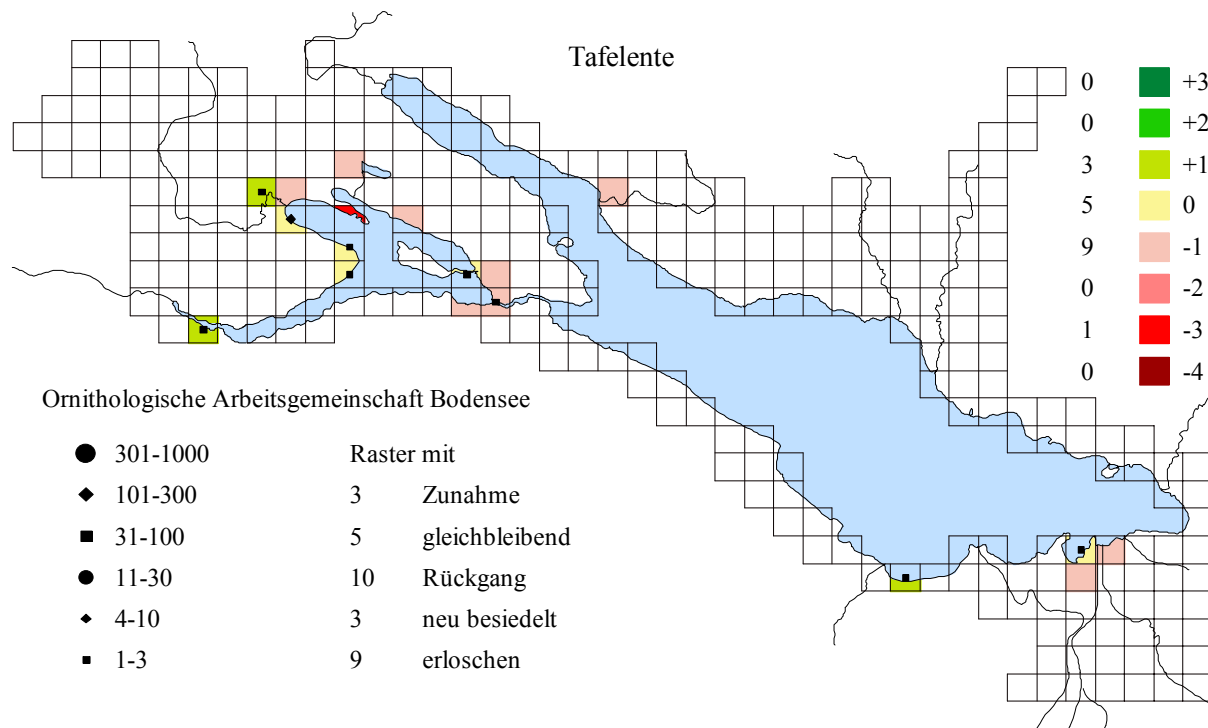 Tafelente
0 +3
0 +2
3 +1
5 0
9 -1
0 -2
1 -3
0 -4
Ornithologische Arbeitsgemeinschaft Bodensee
301-1000 Raster mit
101-300 3 Zunahme
31-100 5 gleichbleibend
11-30 10 Rückgang
4-10 3 neu besiedelt
1-3 9 erloschen